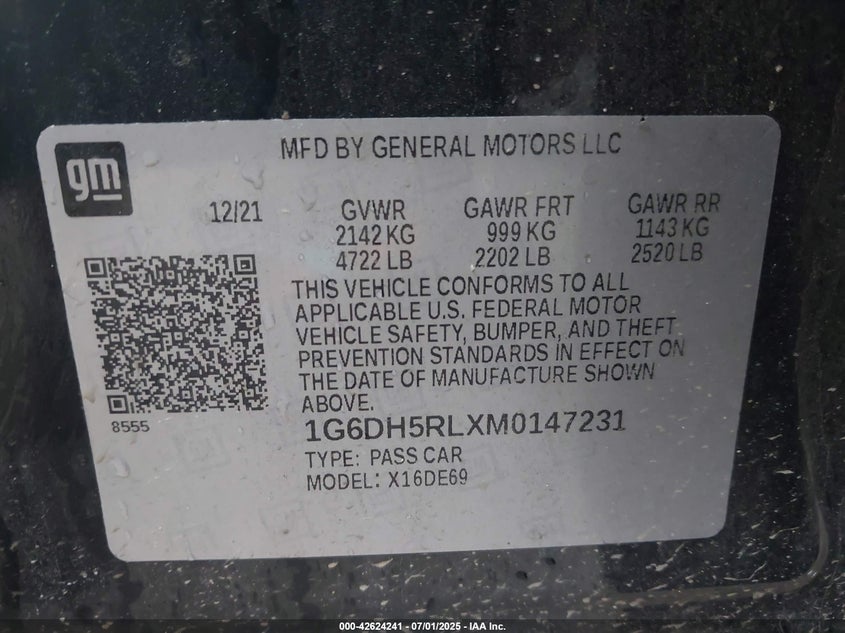 gm
MFD BY GENERAL MOTORS LLC
12/21 GVWR GAWR FRT GAWR RR
2142 KG 999 KG 1143 KG
4722 LB 2202 LB 2520 LB
THIS VEHICLE CONFORMS TO ALL
APPLICABLE U.S. FEDERAL MOTOR
VEHICLE SAFETY, BUMPER, AND THEFT
PREVENTION STANDARDS IN EFFECT ON
THE DATE OF MANUFACTURE SHOWN
ABOVE.
8555
1G6DH5RLXM0147231
TYPE: PASS CAR
MODEL: X16DE69
000-42624241 - 07/01/2025 - IAA Inc.